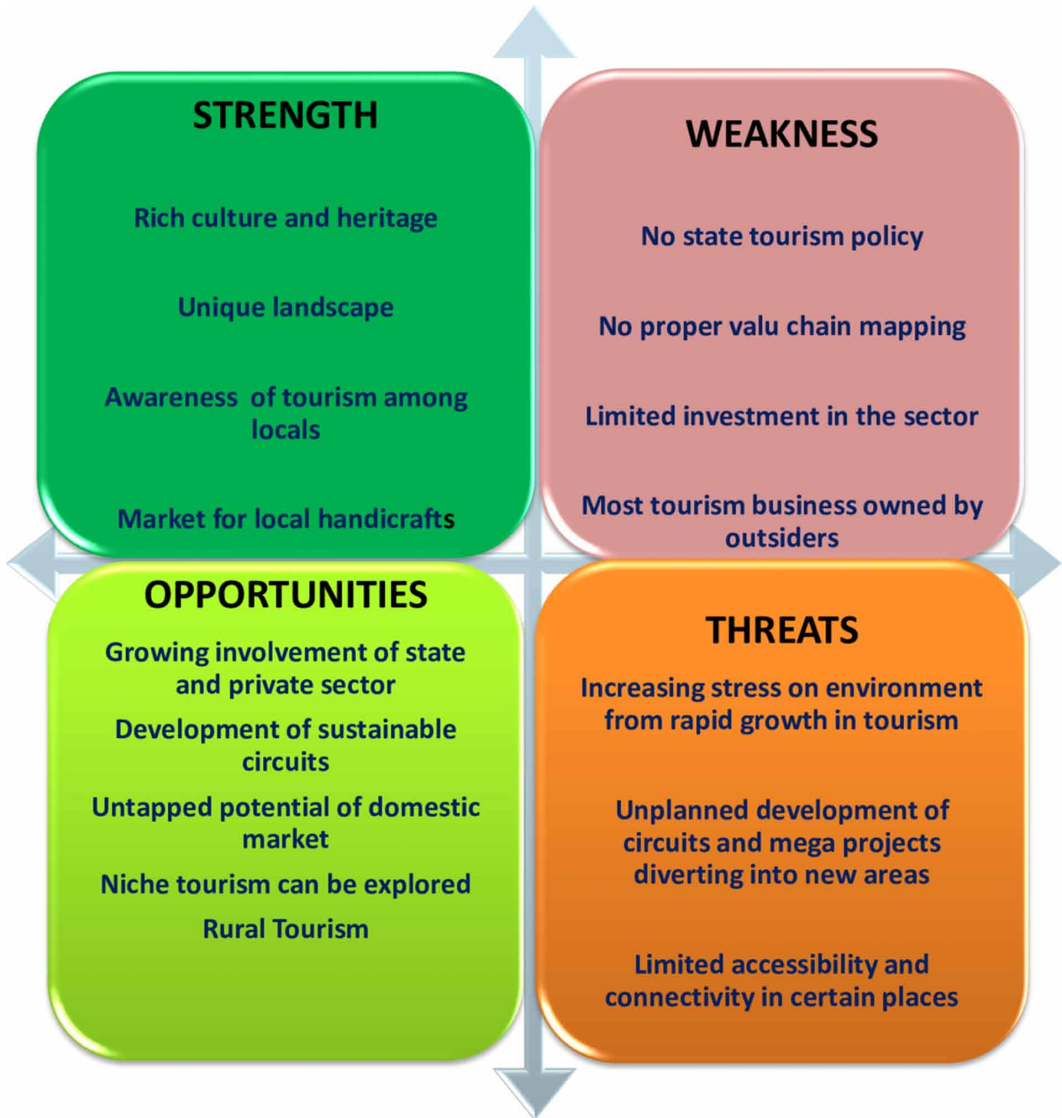 STRENGTH
Rich culture and heritage
Unique landscape
Awareness of tourism among
locals
Market for local handicrafts
WEAKNESS
No state tourism policy
No proper valu chain mapping
Limited investment in the sector
Most tourism business owned by
outsiders
OPPORTUNITIES
Growing involvement of state
and private sector
Development of sustainable
circuits
Untapped potential of domestic
market
Niche tourism can be explored
Rural Tourism
THREATS
Increasing stress on environment
from rapid growth in tourism
Unplanned development of
circuits and mega projects
diverting into new areas
Limited accessibility and
connectivity in certain places